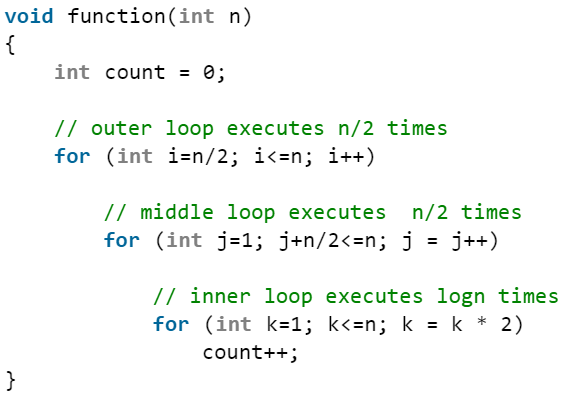 void function(int n)
{
    int count = 0;
    // outer loop executes n/2 times
    for (int i=n/2; i<=n; i++)
        // middle loop executes  n/2 times
        for (int j=1; j+n/2<=n; j = j++)
            // inner loop executes logn times
            for (int k=1; k<=n; k = k * 2)
                count++;
}